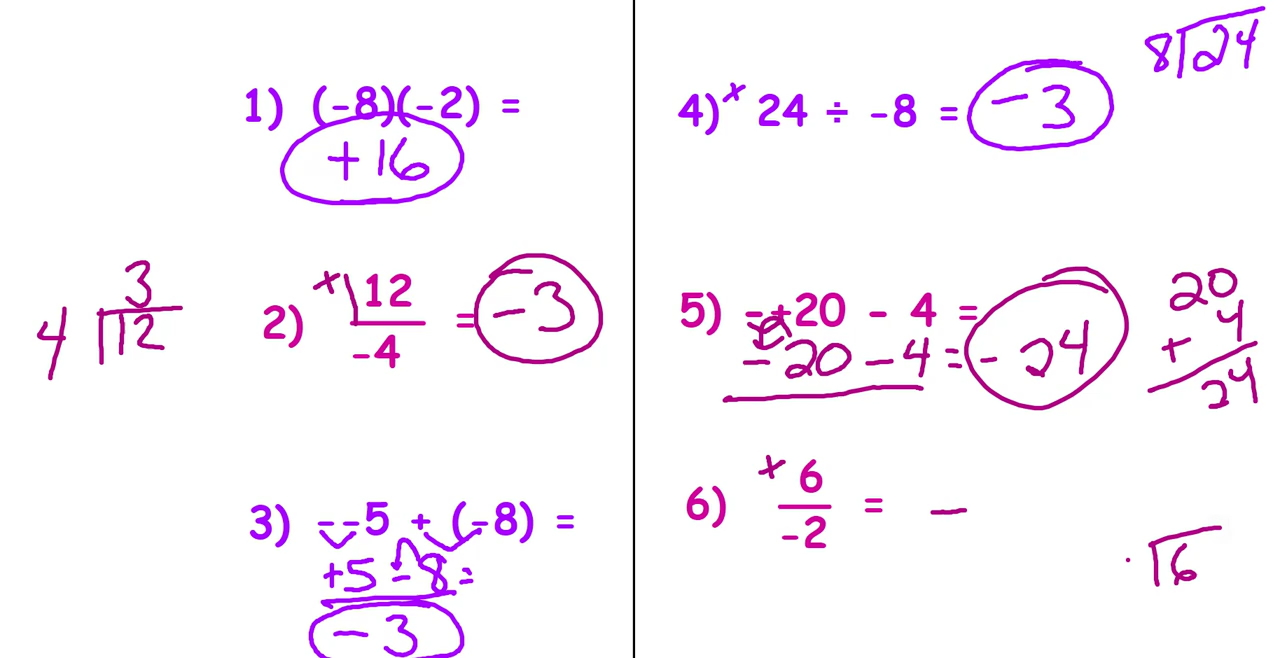 1) (-8)(-2) =
+16
3
4 12
2) + 12
-4
= -3
3) --5 + (-8) =
+5 - 8 =
-3
4) + 24 ÷ -8 = -3
8 24
5) -+20 - 4 =
- 20 - 4 = - 24
20
4
+
24
6) + 6
-2
= -
6